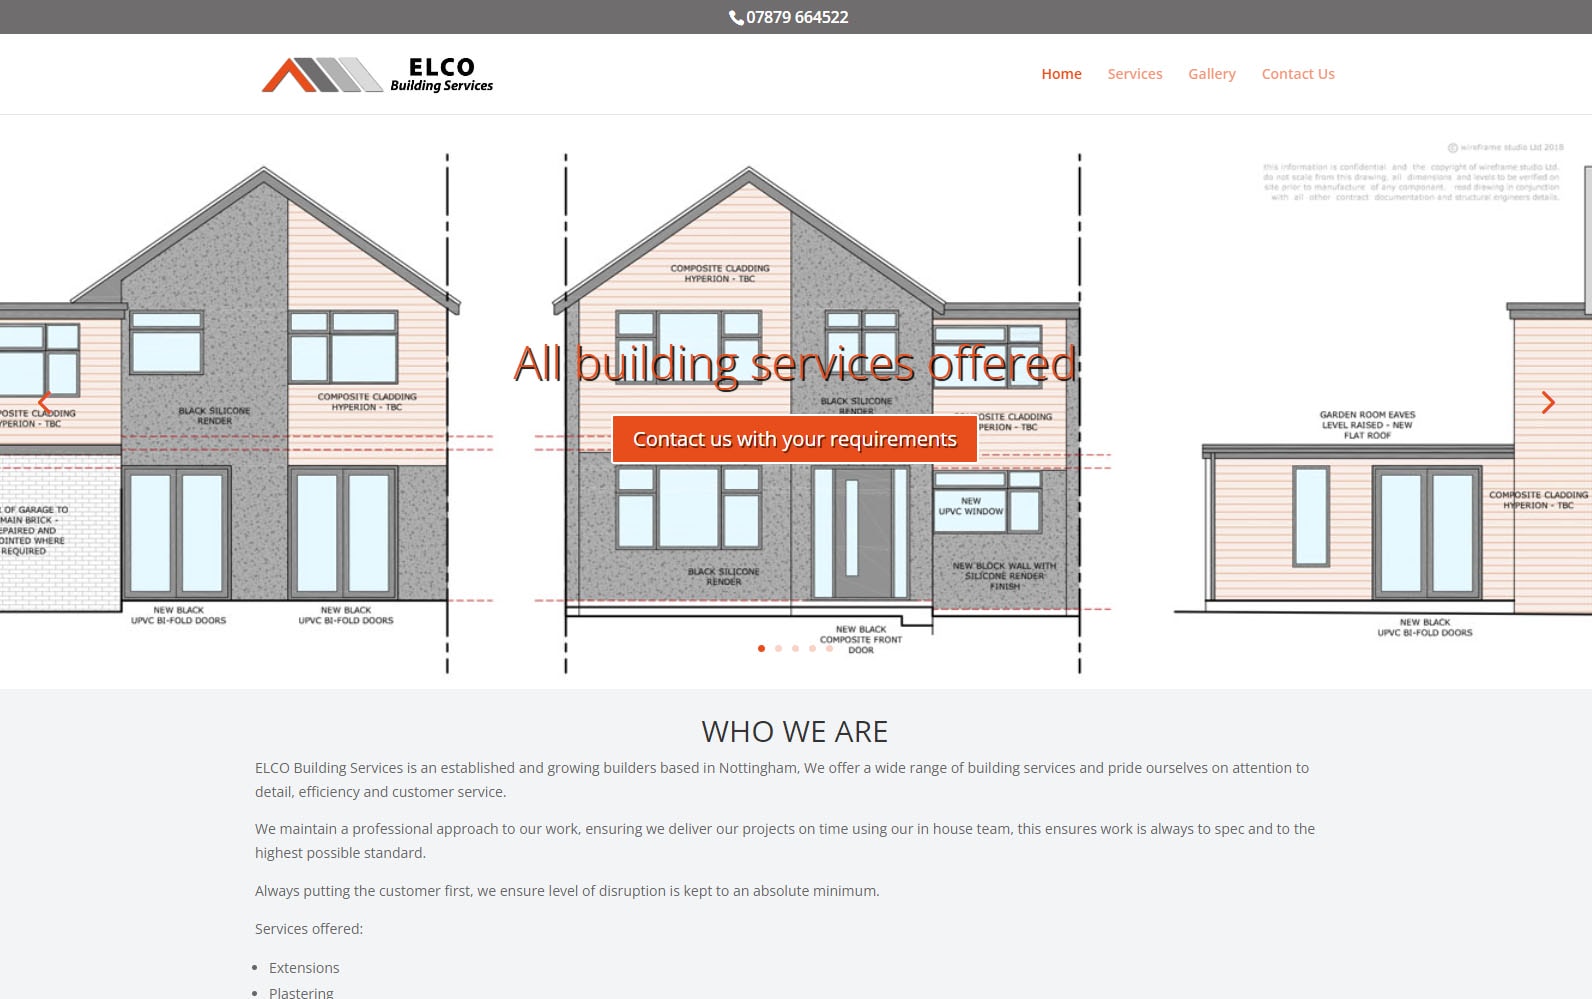 07879 664522
ELCO
Building Services
Home
Services
Gallery
Contact Us
© wireframe studio Ltd 2018
this information is confidential and the copyright of wireframe studio Ltd.
do not scale from this drawing, all dimensions and levels to be verified on
site prior to manufacture of any component. read drawing in conjunction
with all other contract documentation and structural engineers details.
COMPOSITE CLADDING
HYPERION - TBC
All building services offered
COMPOSITE CLADDING
HYPERION - TBC
BLACK SILICONE
RENDER
BLACK SILICONE
RENDER
CLADDING
HYPERION - TBC
CLADDING
PERION - TBC
GARDEN ROOM EAVES
LEVEL RAISED - NEW
FLAT ROOF
Contact us with your requirements
OF GARAGE TO
MAIN BRICK -
EPAIRED AND
OINTED WHERE
REQUIRED
NEW
UPVC WINDOW
COMPOSITE CLADDING
HYPERION - TBC
BLACK SILICONE
RENDER
NEW BLOCK WALL WITH
SILICONE RENDER
FINISH
NEW BLACK
UPVC BI-FOLD DOORS
NEW BLACK
UPVC BI-FOLD DOORS
NEW BLACK
COMPOSITE FRONT
DOOR
NEW BLACK
UPVC BI-FOLD DOORS
WHO WE ARE
ELCO Building Services is an established and growing builders based in Nottingham, We offer a wide range of building services and pride ourselves on attention to
detail, efficiency and customer service.
We maintain a professional approach to our work, ensuring we deliver our projects on time using our in house team, this ensures work is always to spec and to the
highest possible standard.
Always putting the customer first, we ensure level of disruption is kept to an absolute minimum.
Services offered:
Extensions
Plastering